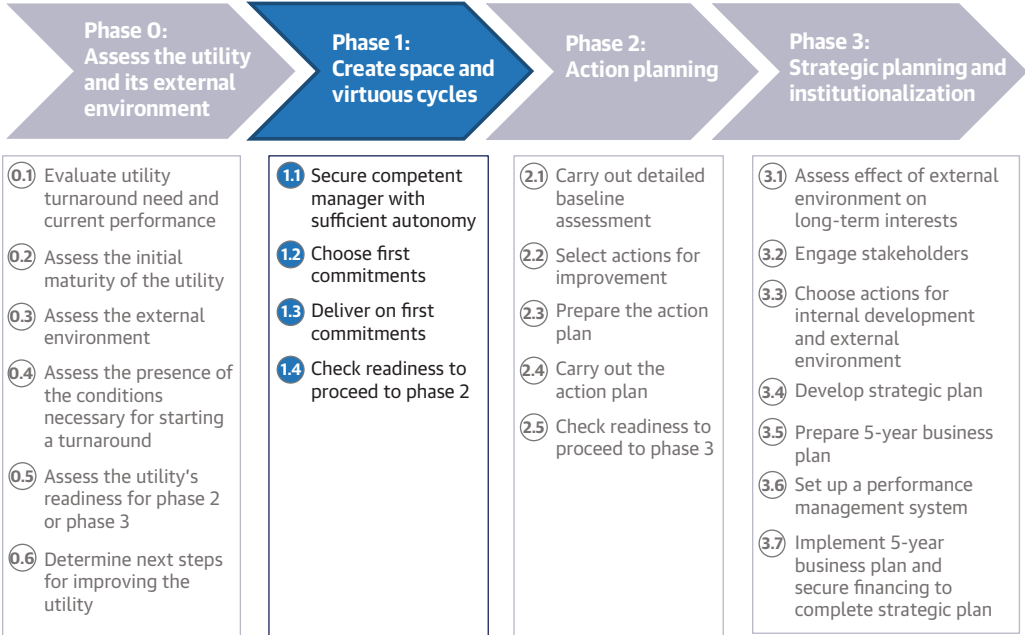 Phase 0:
Assess the utility
and its external
environment
Phase 1:
Create space and
virtuous cycles
Phase 2:
Action planning
Phase 3:
Strategic planning and
institutionalization
0.1 Evaluate utility
turnaround need and
current performance
0.2 Assess the initial
maturity of the utility
0.3 Assess the external
environment
0.4 Assess the presence of
the conditions
necessary for starting
a turnaround
0.5 Assess the utility’s
readiness for phase 2
or phase 3
0.6 Determine next steps
for improving the
utility
1.1 Secure competent
manager with
sufficient autonomy
1.2 Choose first
commitments
1.3 Deliver on first
commitments
1.4 Check readiness to
proceed to phase 2
2.1 Carry out detailed
baseline
assessment
2.2 Select actions for
improvement
2.3 Prepare the action
plan
2.4 Carry out the
action plan
2.5 Check readiness to
proceed to phase 3
3.1 Assess effect of external
environment on
long-term interests
3.2 Engage stakeholders
3.3 Choose actions for
internal development
and external
environment
3.4 Develop strategic plan
3.5 Prepare 5-year business
plan
3.6 Set up a performance
management system
3.7 Implement 5-year
business plan and
secure financing to
complete strategic plan